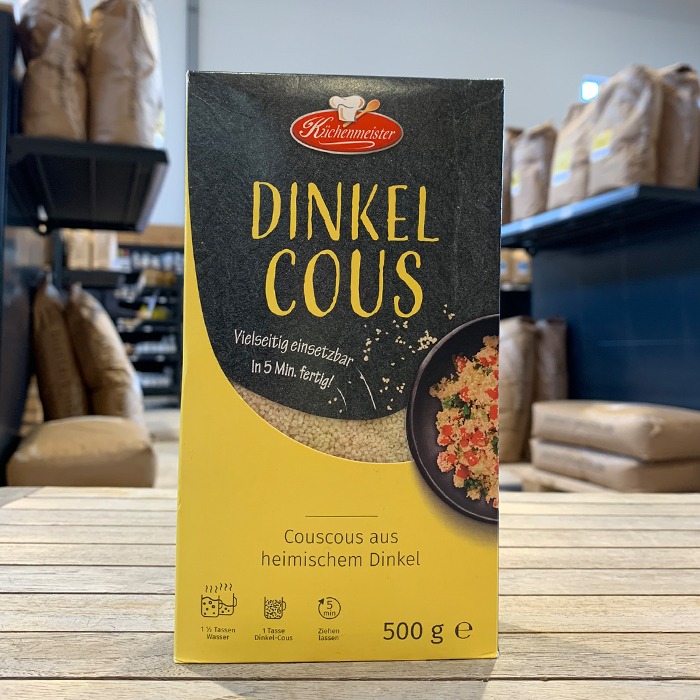 Küchenmeister
DINKEL
COUS
Vielseitig einsetzbar
In 5 Min. fertig!
Couscous aus
heimischem Dinkel
1 ½ Tassen
Wasser
1 Tasse
Dinkel-Cous
5
min
Ziehen
lassen
500 g ℮